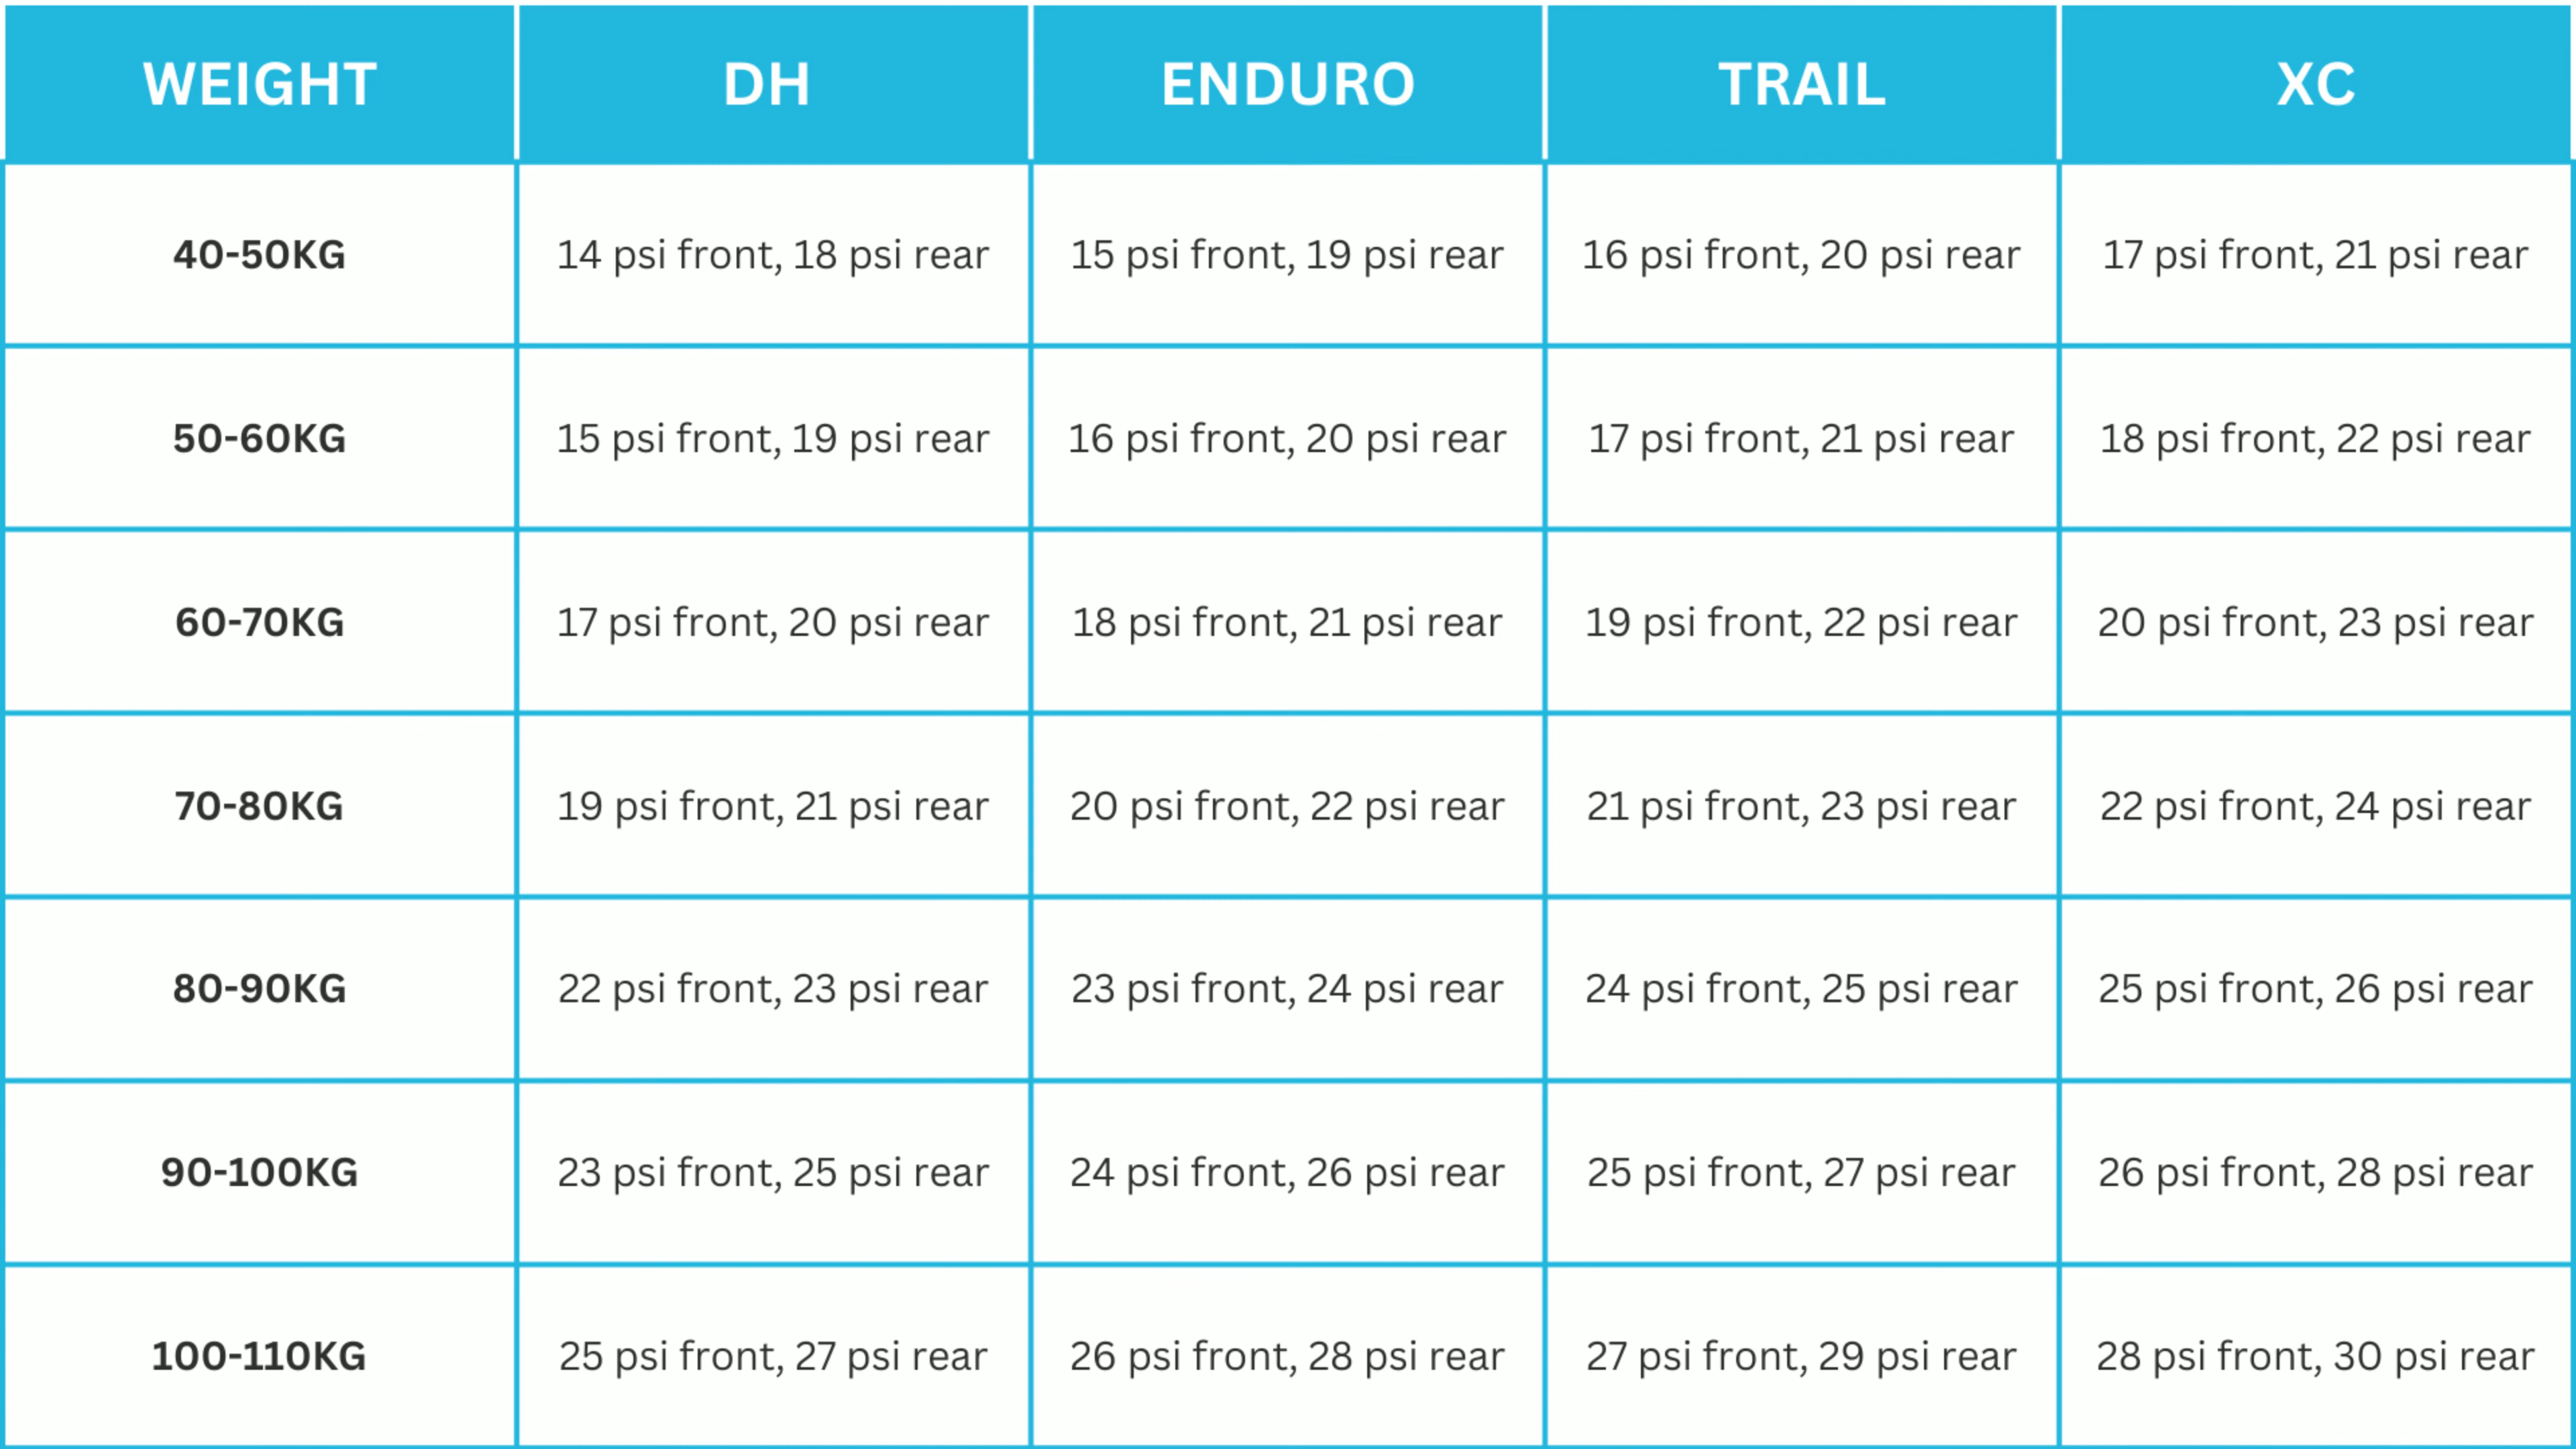 WEIGHT DH ENDURO TRAIL XC
40-50KG 14 psi front, 18 psi rear 15 psi front, 19 psi rear 16 psi front, 20 psi rear 17 psi front, 21 psi rear
50-60KG 15 psi front, 19 psi rear 16 psi front, 20 psi rear 17 psi front, 21 psi rear 18 psi front, 22 psi rear
60-70KG 17 psi front, 20 psi rear 18 psi front, 21 psi rear 19 psi front, 22 psi rear 20 psi front, 23 psi rear
70-80KG 19 psi front, 21 psi rear 20 psi front, 22 psi rear 21 psi front, 23 psi rear 22 psi front, 24 psi rear
80-90KG 22 psi front, 23 psi rear 23 psi front, 24 psi rear 24 psi front, 25 psi rear 25 psi front, 26 psi rear
90-100KG 23 psi front, 25 psi rear 24 psi front, 26 psi rear 25 psi front, 27 psi rear 26 psi front, 28 psi rear
100-110KG 25 psi front, 27 psi rear 26 psi front, 28 psi rear 27 psi front, 29 psi rear 28 psi front, 30 psi rear